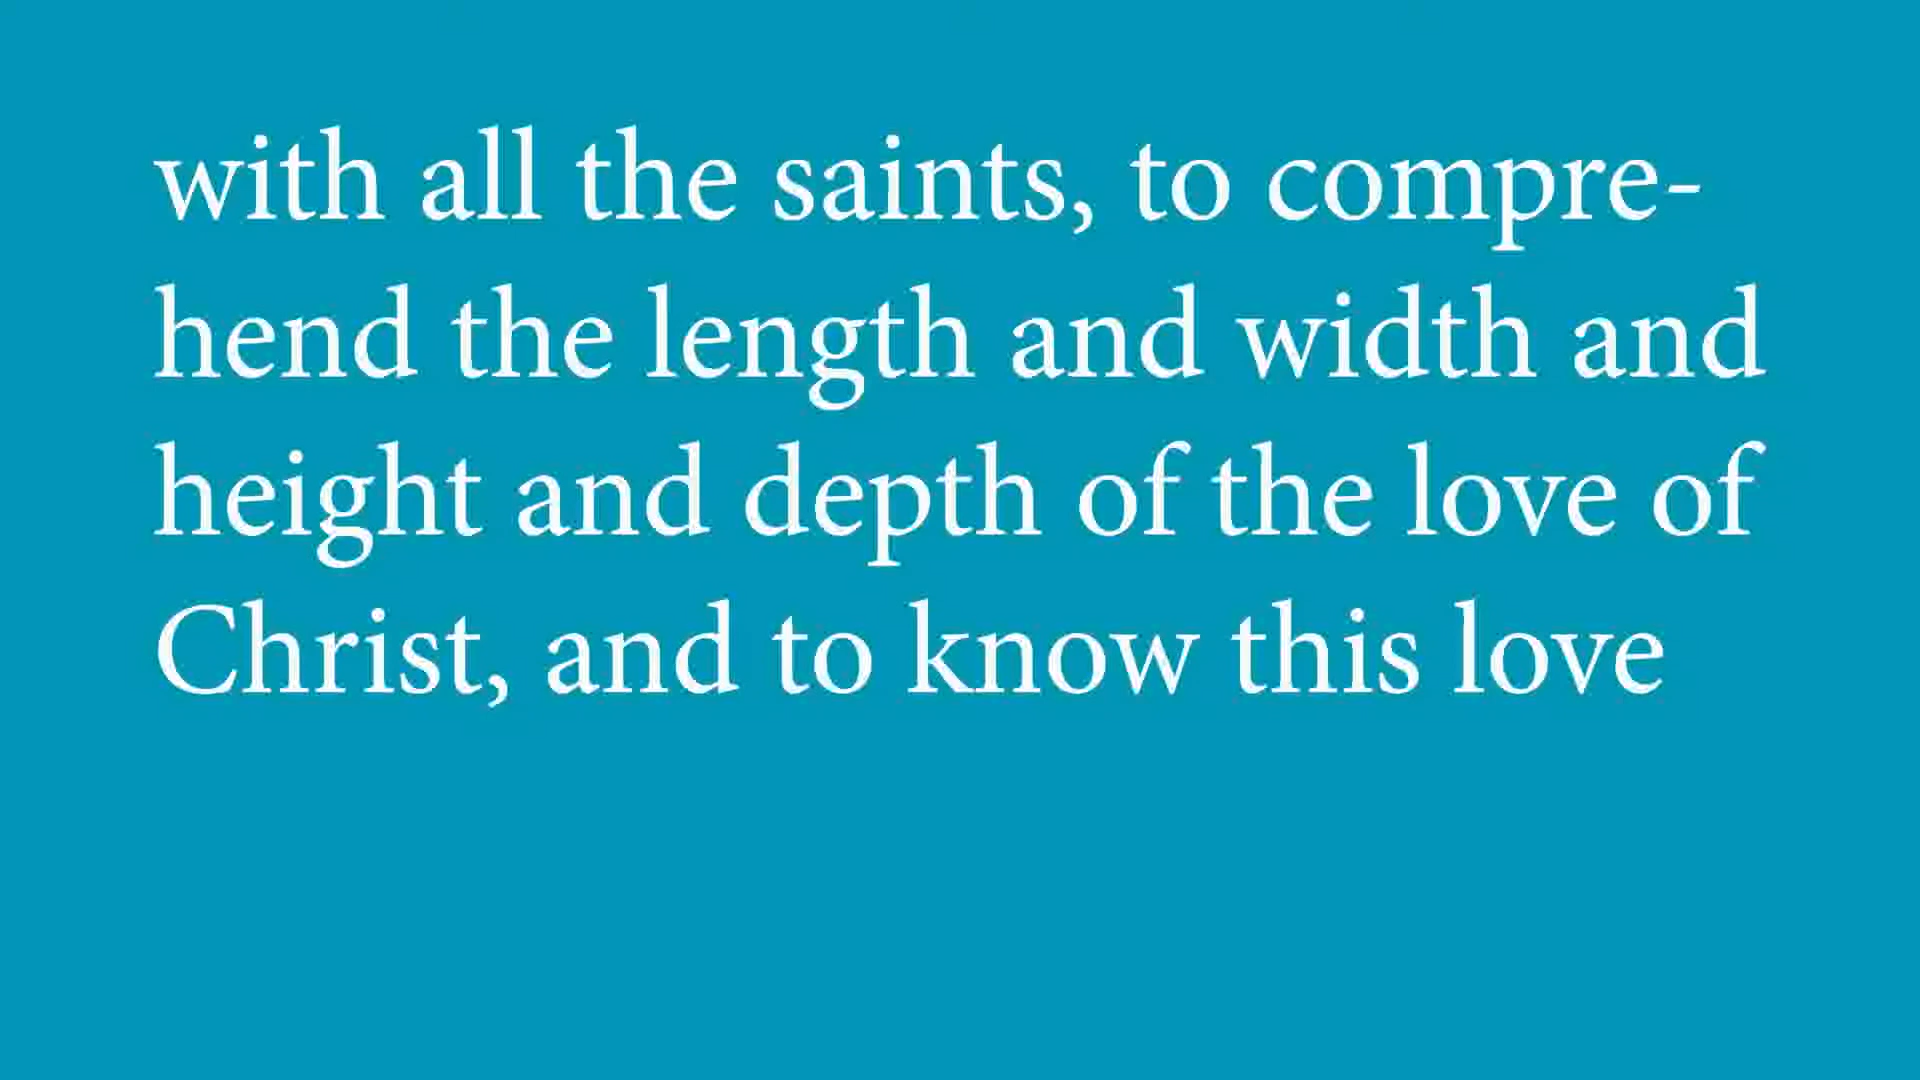 with all the saints, to compre-
hend the length and width and
height and depth of the love of
Christ, and to know this love